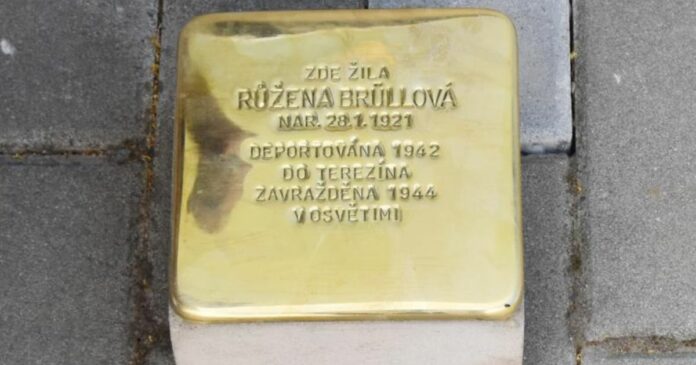 ZDE ŽILA
RŮŽENA BRÜLLOVÁ
NAR. 28.1.1921
DEPORTOVÁNA 1942
DO TEREZÍNA
ZAVRAŽDĚNA 1944
V OSVĚTIMI